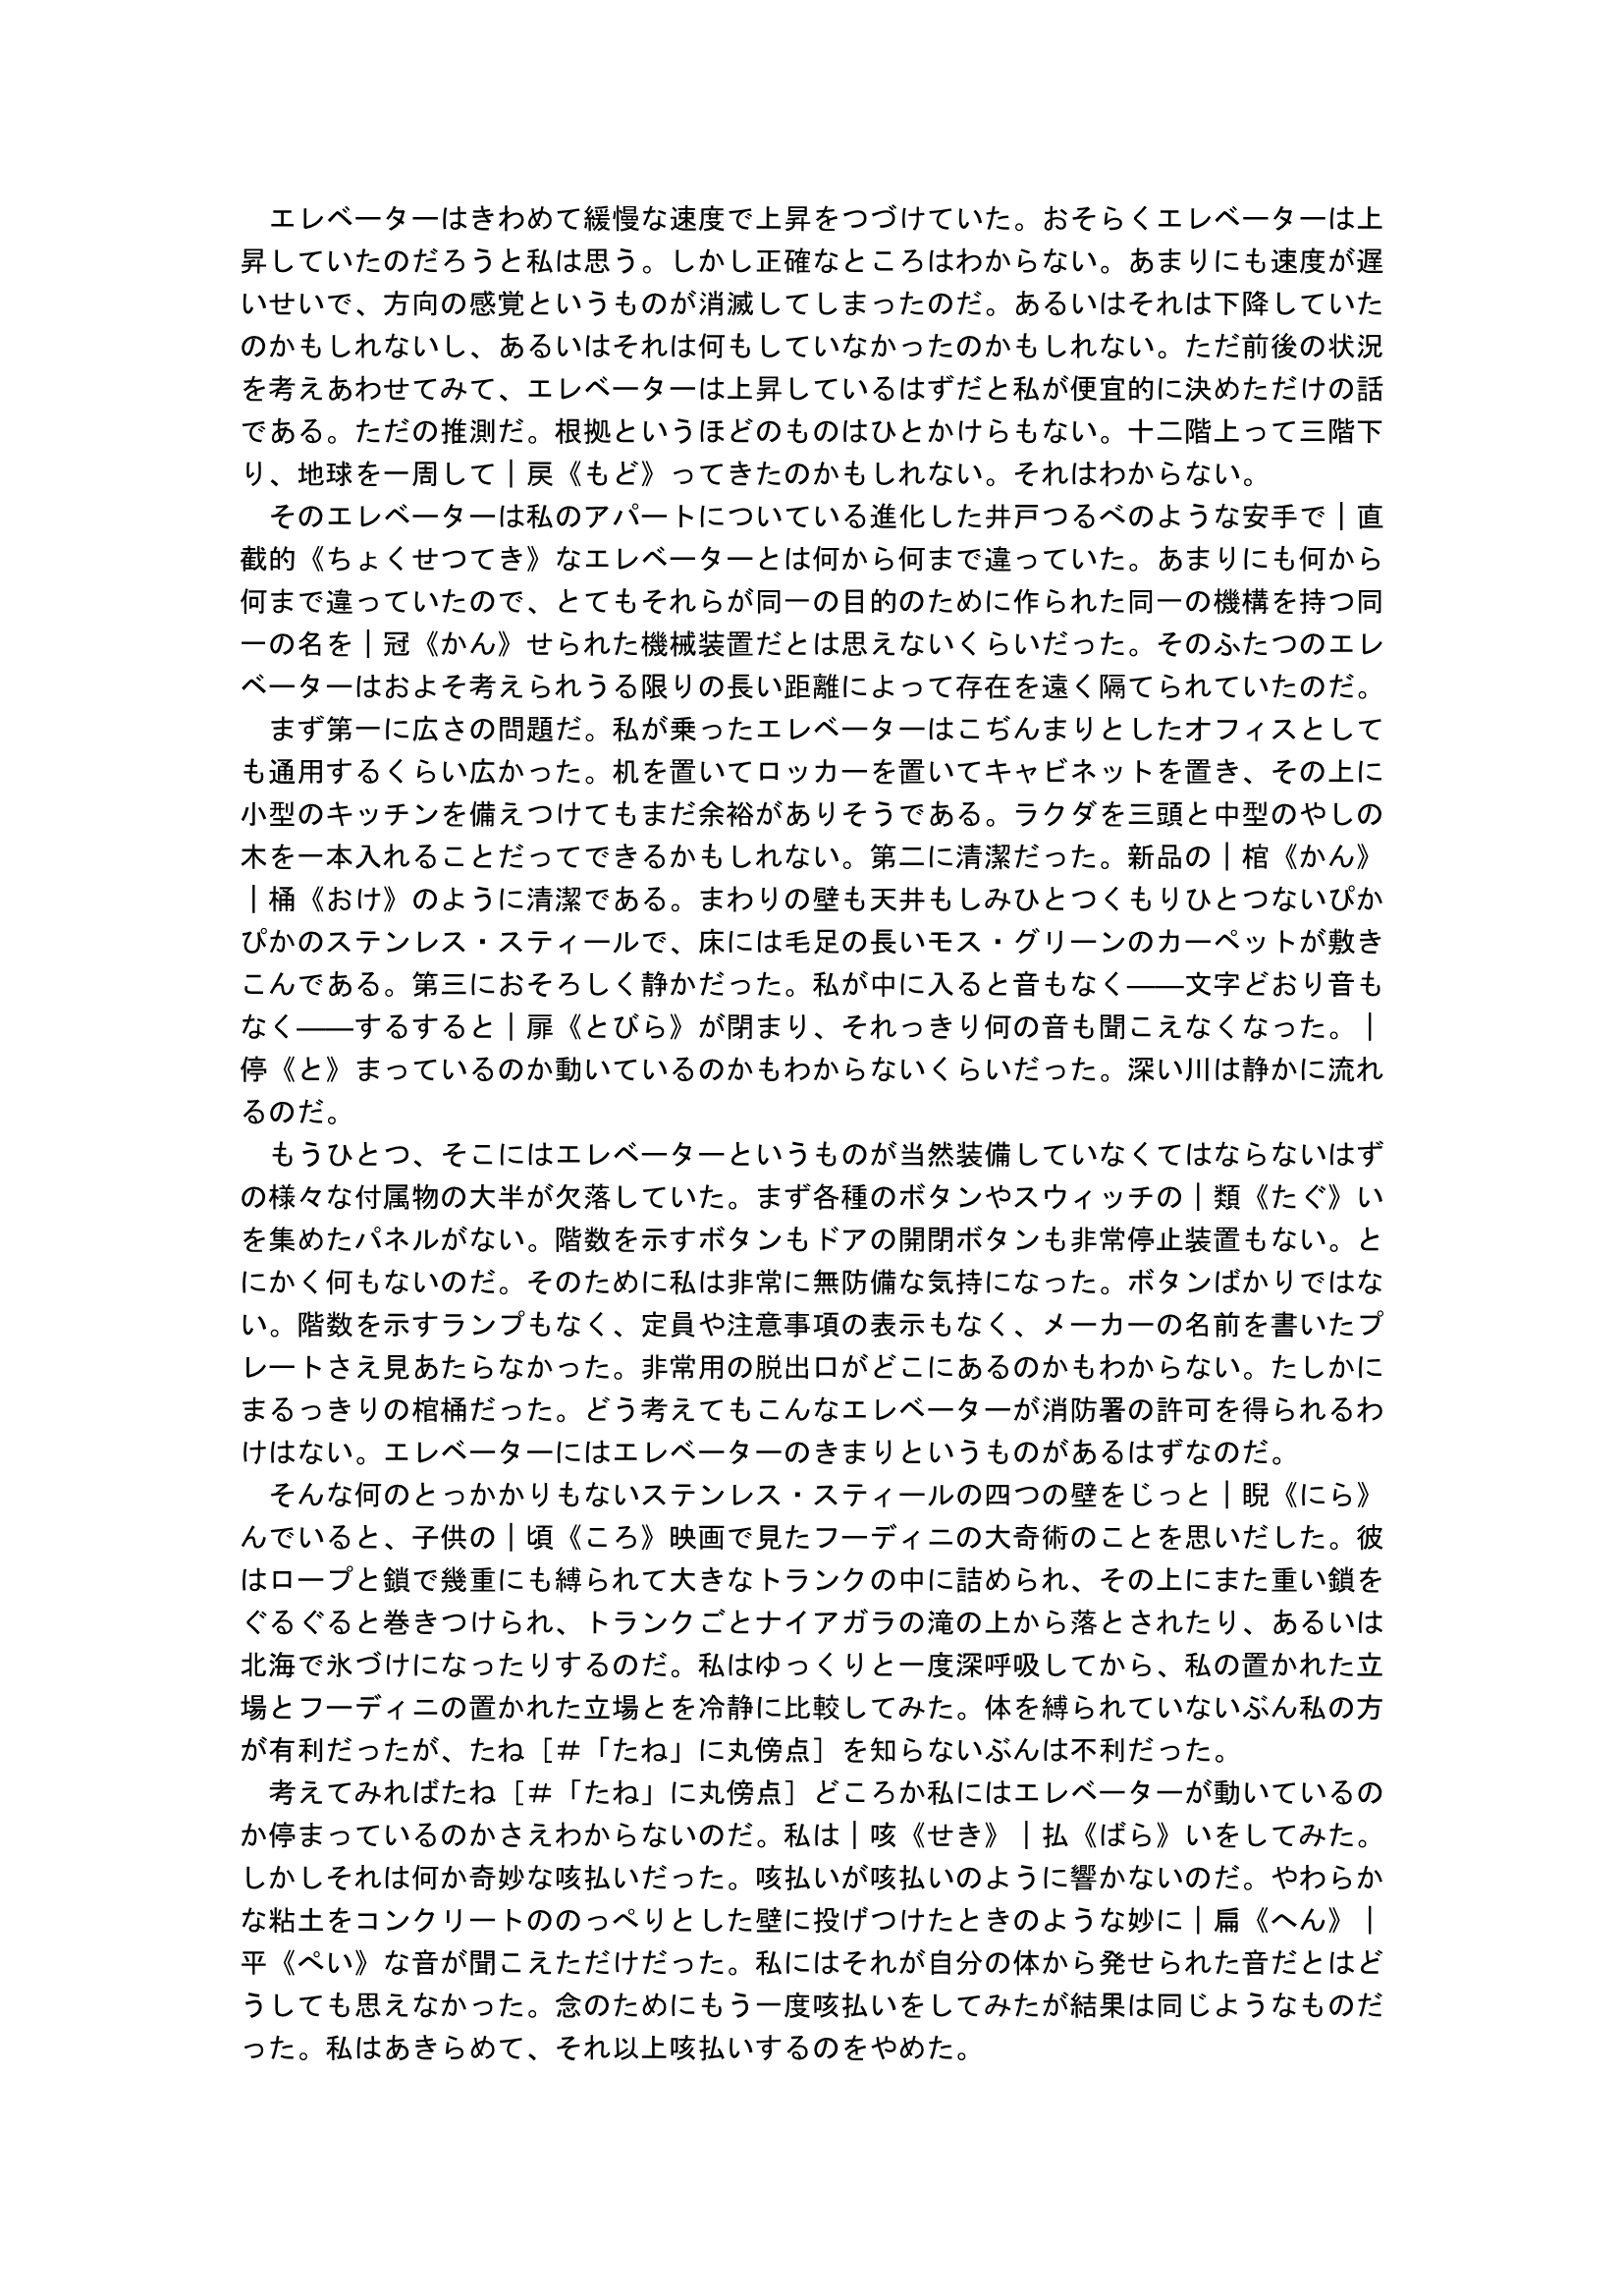 エレベーターはきわめて緩慢な速度で上昇をつづけていた。おそらくエレベーターは上
昇していたのだろうと私は思う。しかし正確なところはわからない。あまりにも速度が遅
いせいで、方向の感覚というものが消滅してしまったのだ。あるいはそれは下降していた
のかもしれないし、あるいはそれは何もしていなかったのかもしれない。ただ前後の状況
を考えあわせてみて、エレベーターは上昇しているはずだと私が便宜的に決めただけの話
である。ただの推測だ。根拠というほどのものはひとかけらもない。十二階上って三階下
り、地球を一周して｜戻《もど》ってきたのかもしれない。それはわからない。
　そのエレベーターは私のアパートについている進化した井戸つるべのような安手で｜直
截的《ちょくせつてき》なエレベーターとは何から何まで違っていた。あまりにも何から
何まで違っていたので、とてもそれらが同一の目的のために作られた同一の機構を持つ同
一の名を｜冠《かん》せられた機械装置だとは思えないくらいだった。そのふたつのエレ
ベーターはおよそ考えられうる限りの長い距離によって存在を遠く隔てられていたのだ。
　まず第一に広さの問題だ。私が乗ったエレベーターはこぢんまりとしたオフィスとして
も通用するくらい広かった。机を置いてロッカーを置いてキャビネットを置き、その上に
小型のキッチンを備えつけてもまだ余裕がありそうである。ラクダを三頭と中型のやしの
木を一本入れることだってできるかもしれない。第二に清潔だった。新品の｜棺《かん》
｜桶《おけ》のように清潔である。まわりの壁も天井もしみひとつくもりひとつないぴか
ぴかのステンレス・スティールで、床には毛足の長いモス・グリーンのカーペットが敷き
こんである。第三におそろしく静かだった。私が中に入ると音もなく――文字どおり音も
なく――するすると｜扉《とびら》が閉まり、それっきり何の音も聞こえなくなった。｜
停《と》まっているのか動いているのかもわからないくらいだった。深い川は静かに流れ
るのだ。
　もうひとつ、そこにはエレベーターというものが当然装備していなくてはならないはず
の様々な付属物の大半が欠落していた。まず各種のボタンやスウィッチの｜類《たぐ》い
を集めたパネルがない。階数を示すボタンもドアの開閉ボタンも非常停止装置もない。と
にかく何もないのだ。そのために私は非常に無防備な気持になった。ボタンばかりではな
い。階数を示すランプもなく、定員や注意事項の表示もなく、メーカーの名前を書いたプ
レートさえ見あたらなかった。非常用の脱出口がどこにあるのかもわからない。たしかに
まるっきりの棺桶だった。どう考えてもこんなエレベーターが消防署の許可を得られるわ
けはない。エレベーターにはエレベーターのきまりというものがあるはずなのだ。
　そんな何のとっかかりもないステンレス・スティールの四つの壁をじっと｜睨《にら》
んでいると、子供の｜頃《ころ》映画で見たフーディニの大奇術のことを思いだした。彼
はロープと鎖で幾重にも縛られて大きなトランクの中に詰められ、その上にまた重い鎖を
ぐるぐると巻きつけられ、トランクごとナイアガラの滝の上から落とされたり、あるいは
北海で氷づけになったりするのだ。私はゆっくりと一度深呼吸してから、私の置かれた立
場とフーディニの置かれた立場とを冷静に比較してみた。体を縛られていないぶん私の方
が有利だったが、たね［＃「たね」に丸傍点］を知らないぶんは不利だった。
　考えてみればたね［＃「たね」に丸傍点］どころか私にはエレベーターが動いているの
か停まっているのかさえわからないのだ。私は｜咳《せき》｜払《ばら》いをしてみた。
しかしそれは何か奇妙な咳払いだった。咳払いが咳払いのように響かないのだ。やわらか
な粘土をコンクリートののっぺりとした壁に投げつけたときのような妙に｜扁《へん》｜
平《ぺい》な音が聞こえただけだった。私にはそれが自分の体から発せられた音だとはど
うしても思えなかった。念のためにもう一度咳払いをしてみたが結果は同じようなものだ
った。私はあきらめて、それ以上咳払いするのをやめた。